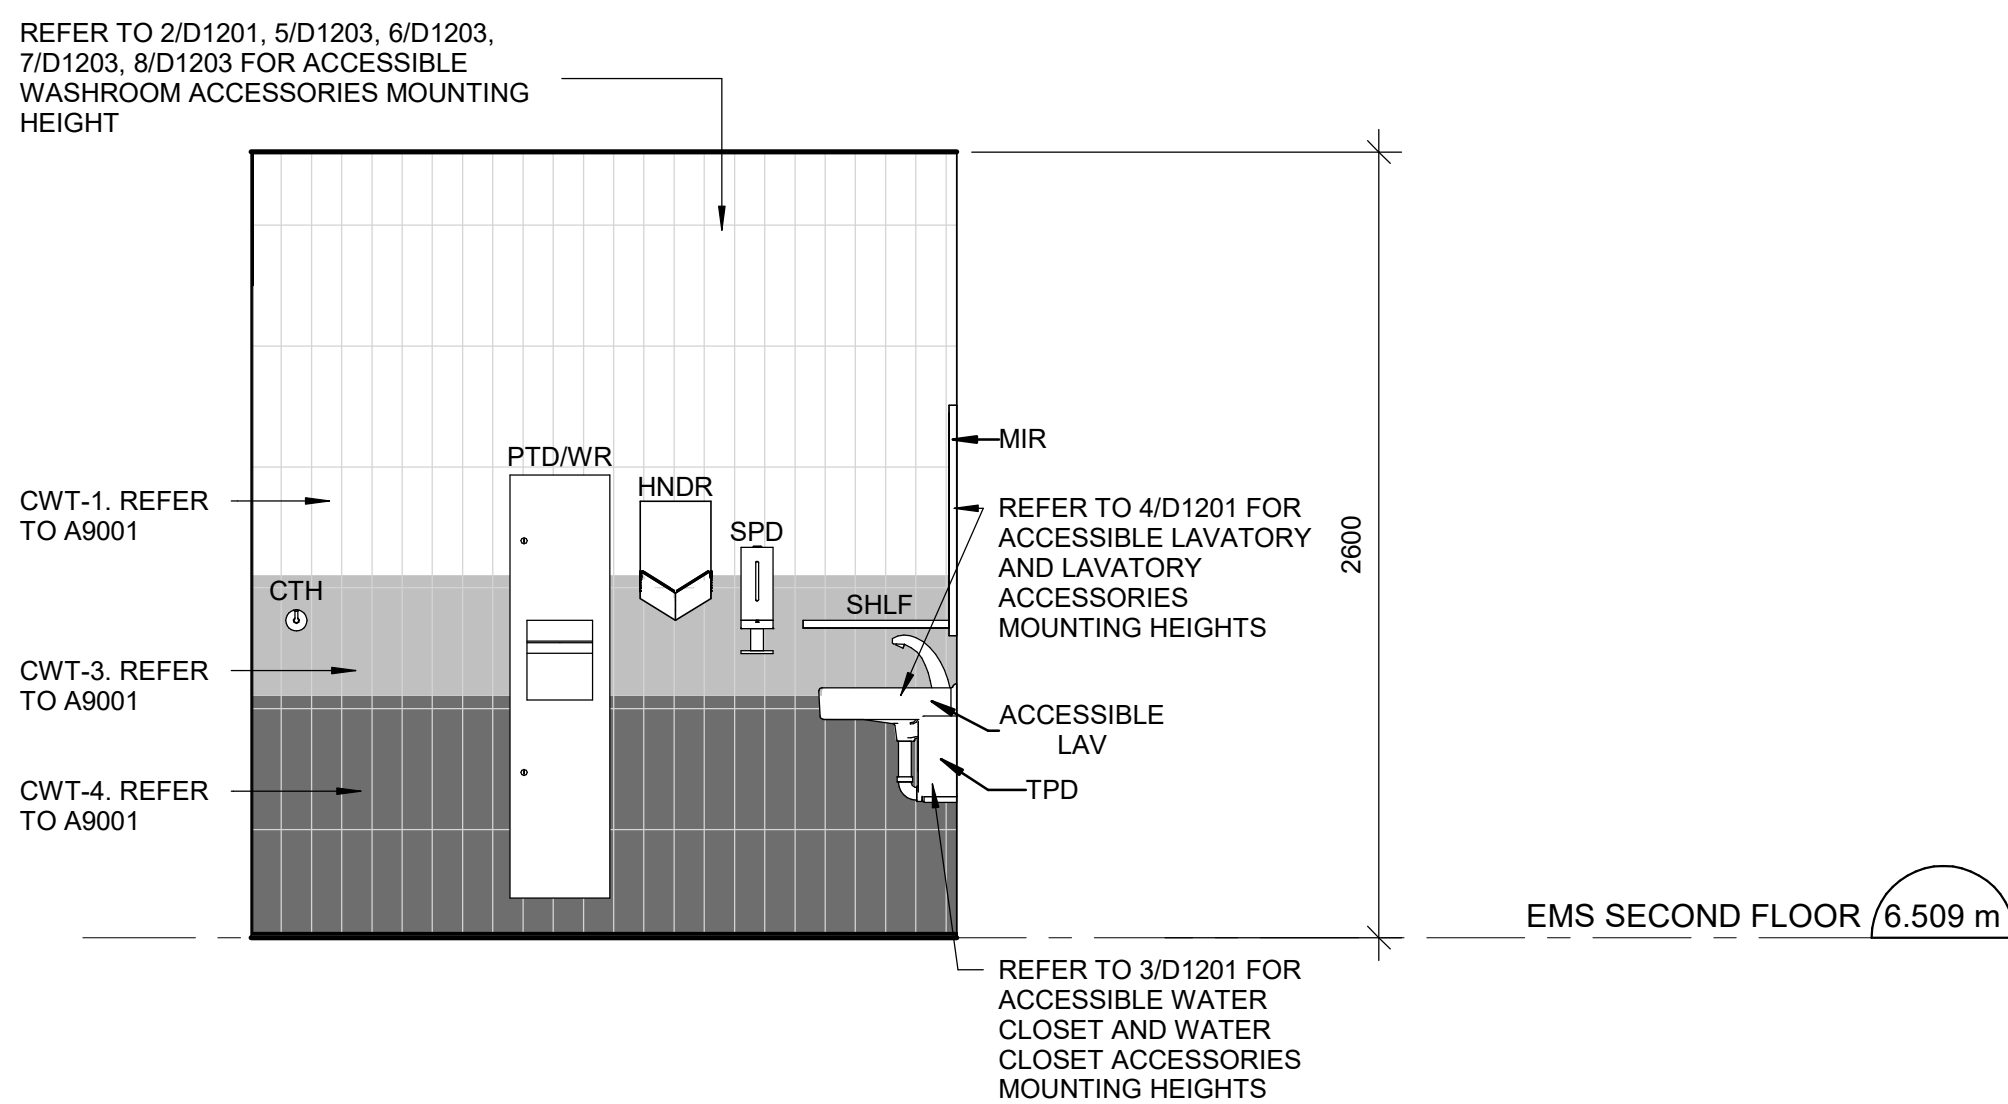 REFER TO 2/D1201, 5/D1203, 6/D1203,
7/D1203, 8/D1203 FOR ACCESSIBLE
WASHROOM ACCESSORIES MOUNTING
HEIGHT
MIR
PTD/WR
HNDR
SPD
CWT-1. REFER
TO A9001
REFER TO 4/D1201 FOR
ACCESSIBLE LAVATORY
AND LAVATORY
ACCESSORIES
MOUNTING HEIGHTS
2600
CTH
SHLF
CWT-3. REFER
TO A9001
ACCESSIBLE
LAV
CWT-4. REFER
TO A9001
TPD
EMS SECOND FLOOR
6.509 m
REFER TO 3/D1201 FOR
ACCESSIBLE WATER
CLOSET AND WATER
CLOSET ACCESSORIES
MOUNTING HEIGHTS